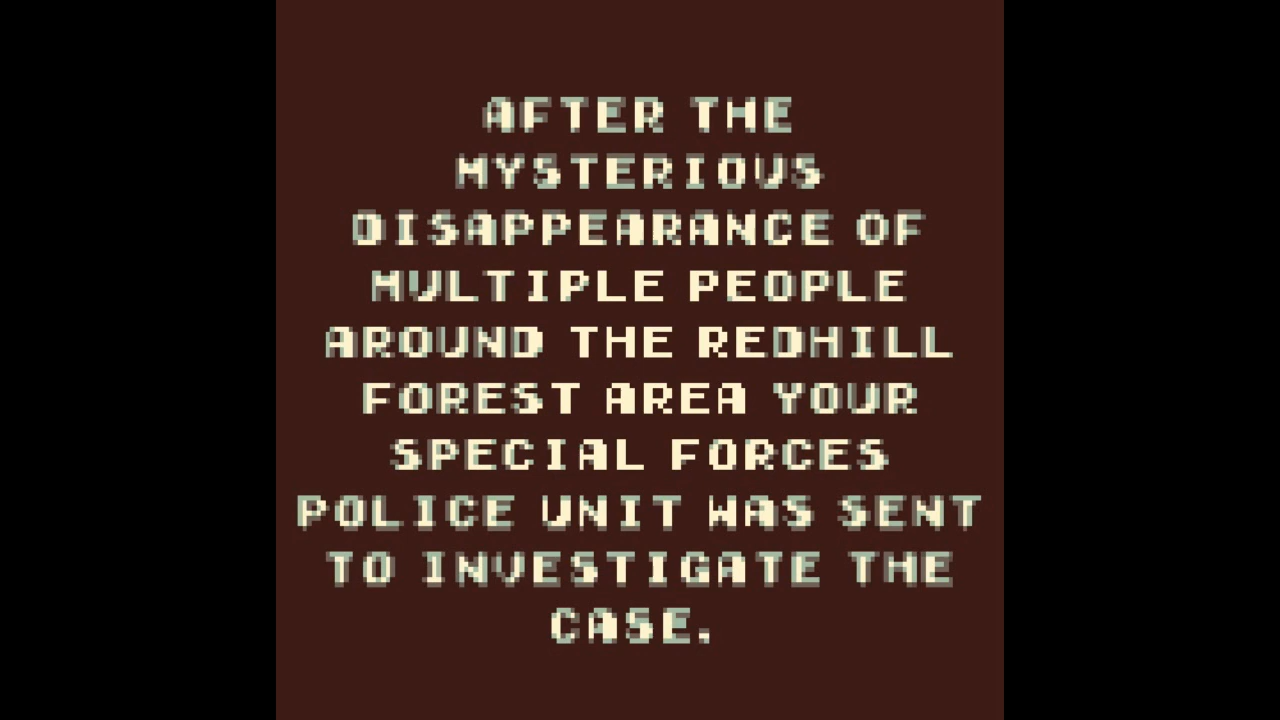 AFTER THE
MYSTERIOUS
DISAPPEARANCE OF
MULTIPLE PEOPLE
AROUND THE REDHILL
FOREST AREA YOUR
SPECIAL FORCES
POLICE UNIT WAS SENT
TO INVESTIGATE THE
CASE.